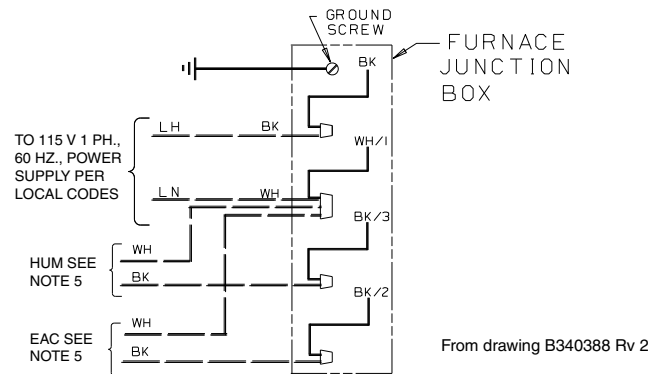 GROUND
SCREW
FURNACE
JUNCTION
BOX
BK
TO 115 V 1 PH.,
60 HZ., POWER
SUPPLY PER
LOCAL CODES
LH
BK
WH/1
LN
WH
BK/3
HUM SEE
NOTE 5
WH
BK
BK/2
EAC SEE
NOTE 5
WH
BK
From drawing B340388 Rv 2